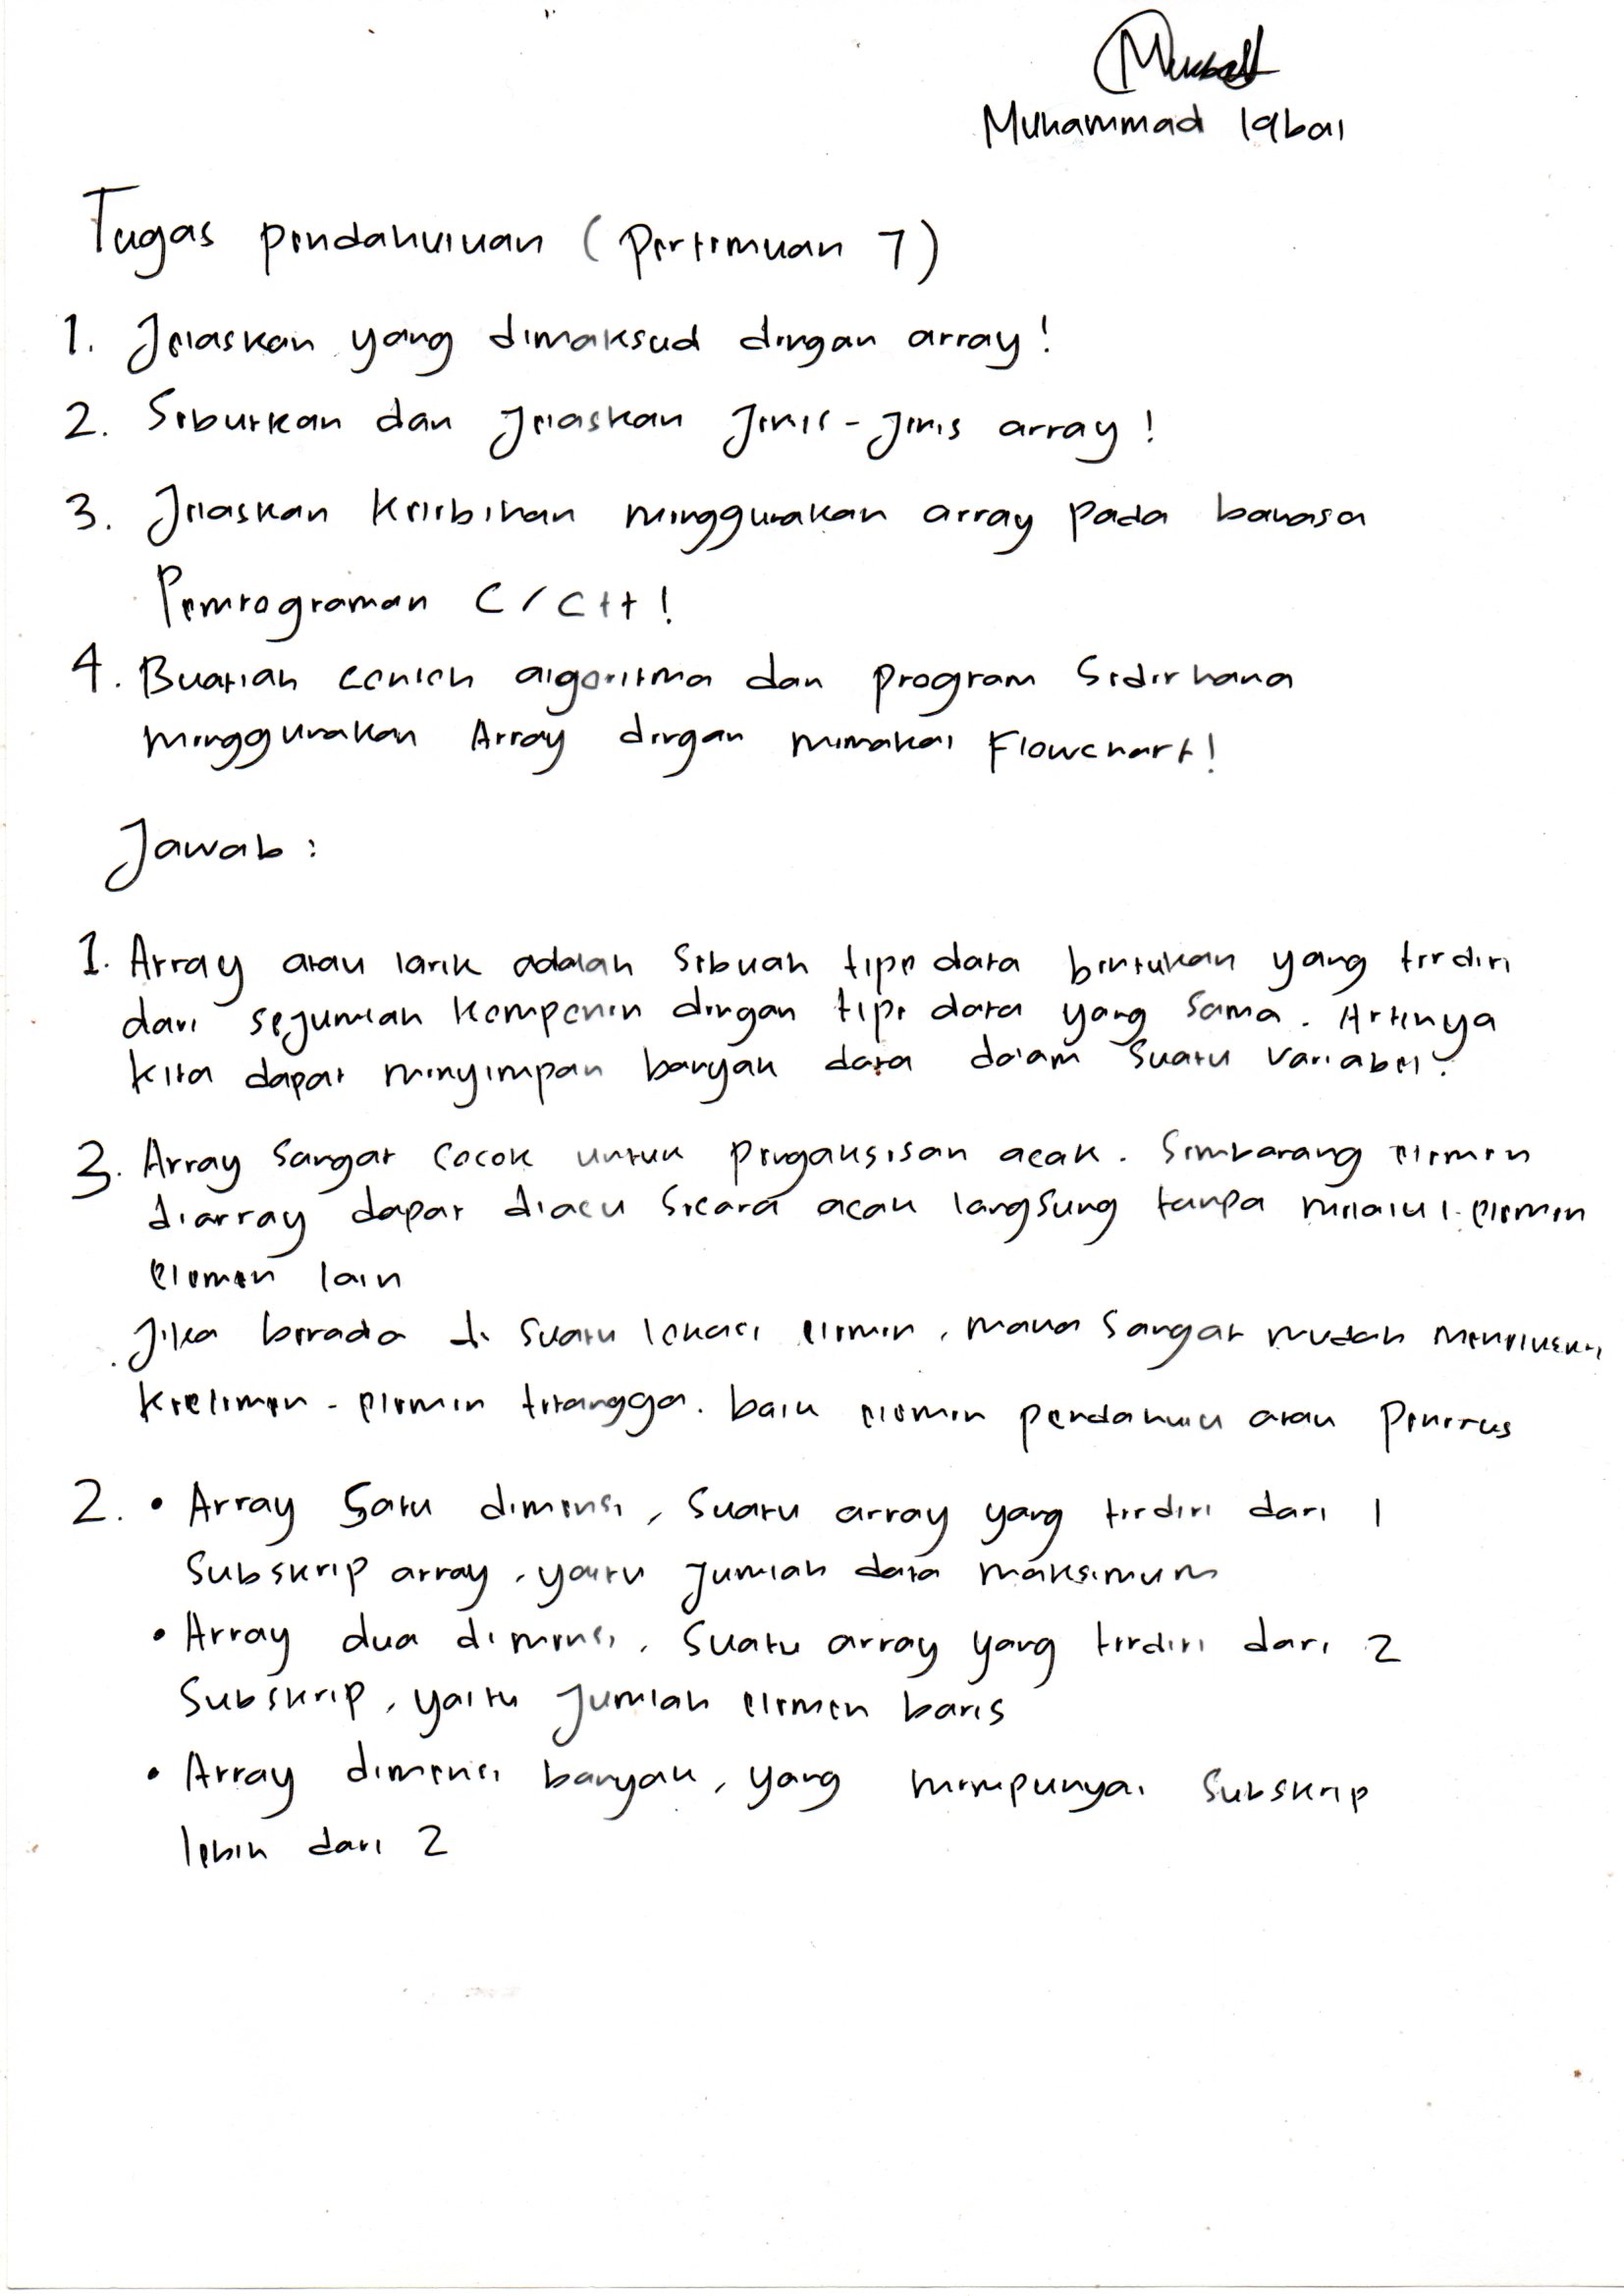 Muhammad Iqbal
Tugas pendahuluan (Pertemuan 7)
1. Jelaskan yang dimaksud dengan array!
2. Sebutkan dan Jelaskan Jenis-Jenis array!
3. Jelaskan Kelebihan menggunakan array pada bahasa
Pemrograman C/C++!
4. Buatlah contoh algoritma dan program Sederhana
menggunakan Array dengan memakai Flowchart!
Jawab:
1. Array atau larik adalah Sebuah tipe data bentukan yang terdiri
dari sejumlah Komponen dengan tipe data yang Sama. Artinya
Kita dapat menyimpan banyak data dalam Suatu Variabel.
3. Array Sangat Cocok untuk pengaksesan acak. Sembarang elemen
diarray dapat diacu Secara acak langsung tanpa melalui elemen
elemen lain
Jika berada di Suatu lokasi elemen, maka Sangat mudah menelusuri
Keelemen-elemen tetangga. baik elemen pendahulu atau Penerus
2. • Array Satu dimensi, Suatu array yang terdiri dari 1
Subskrip array, yaitu Jumlah data maksimum
• Array dua dimensi, Suatu array yang terdiri dari 2
Subskrip, yaitu Jumlah elemen baris
• Array dimensi banyak, yang mempunyai Subskrip
lebih dari 2